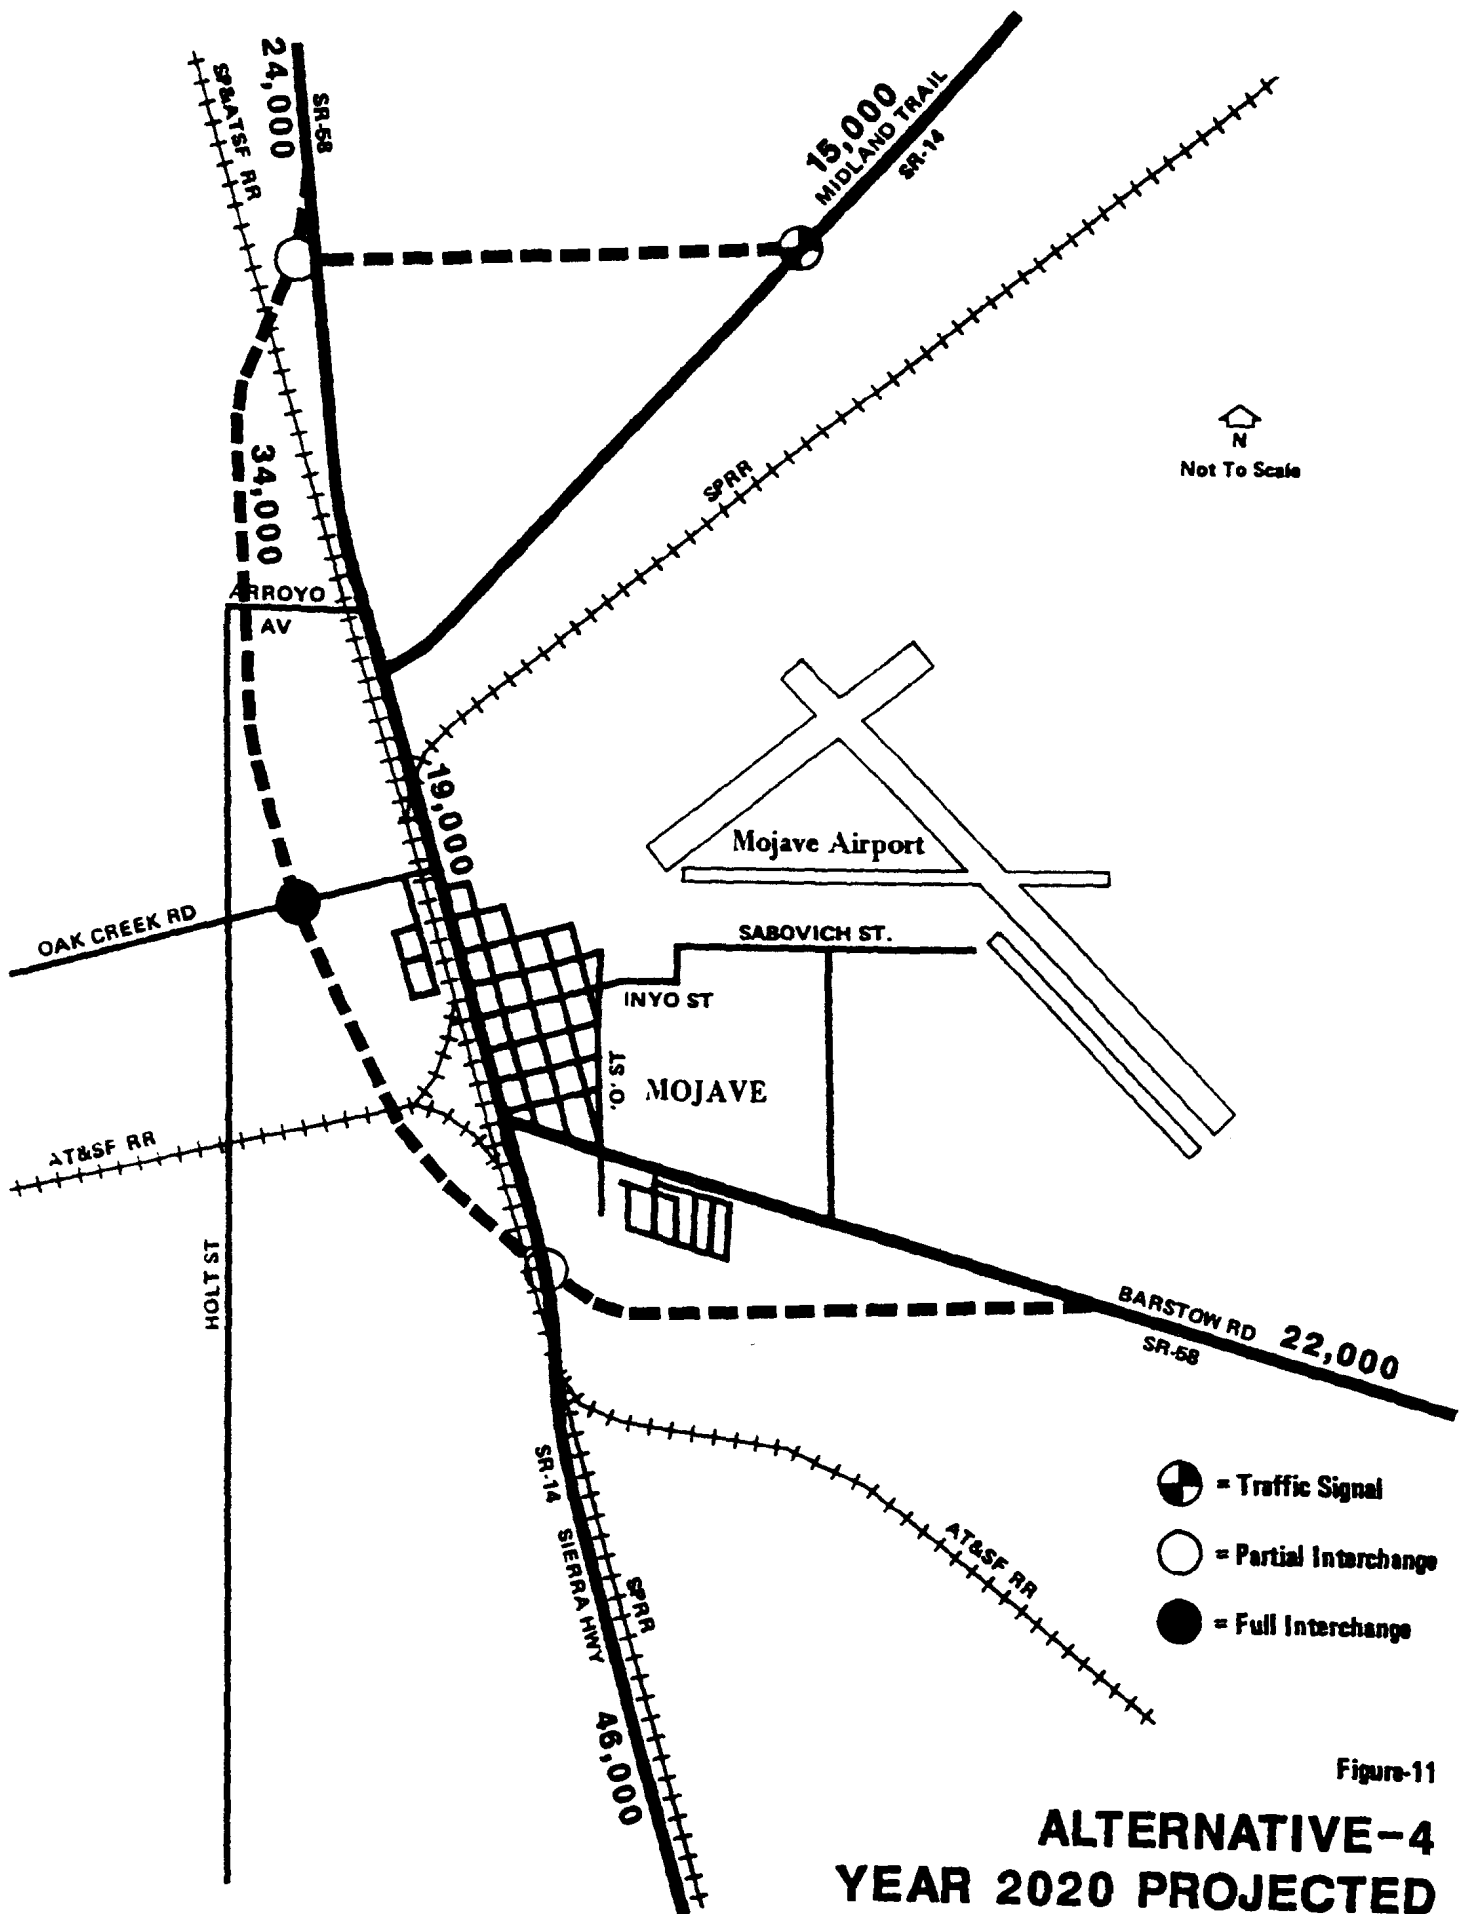 24,000
SR-58
SP&ATSF RR
15,000
MIDLAND TRAIL
SR-14
SPRR
N
Not To Scale
34,000
ARROYO
AV
19,000
Mojave Airport
OAK CREEK RD
SABOVICH ST.
INYO ST
'O' ST
MOJAVE
AT&SF RR
HOLT ST
BARSTOW RD 22,000
SR-58
SR-14
SIERRA HWY
SPRR
46,000
AT&SF RR
= Traffic Signal
= Partial Interchange
= Full Interchange
Figure-11
ALTERNATIVE-4
YEAR 2020 PROJECTED